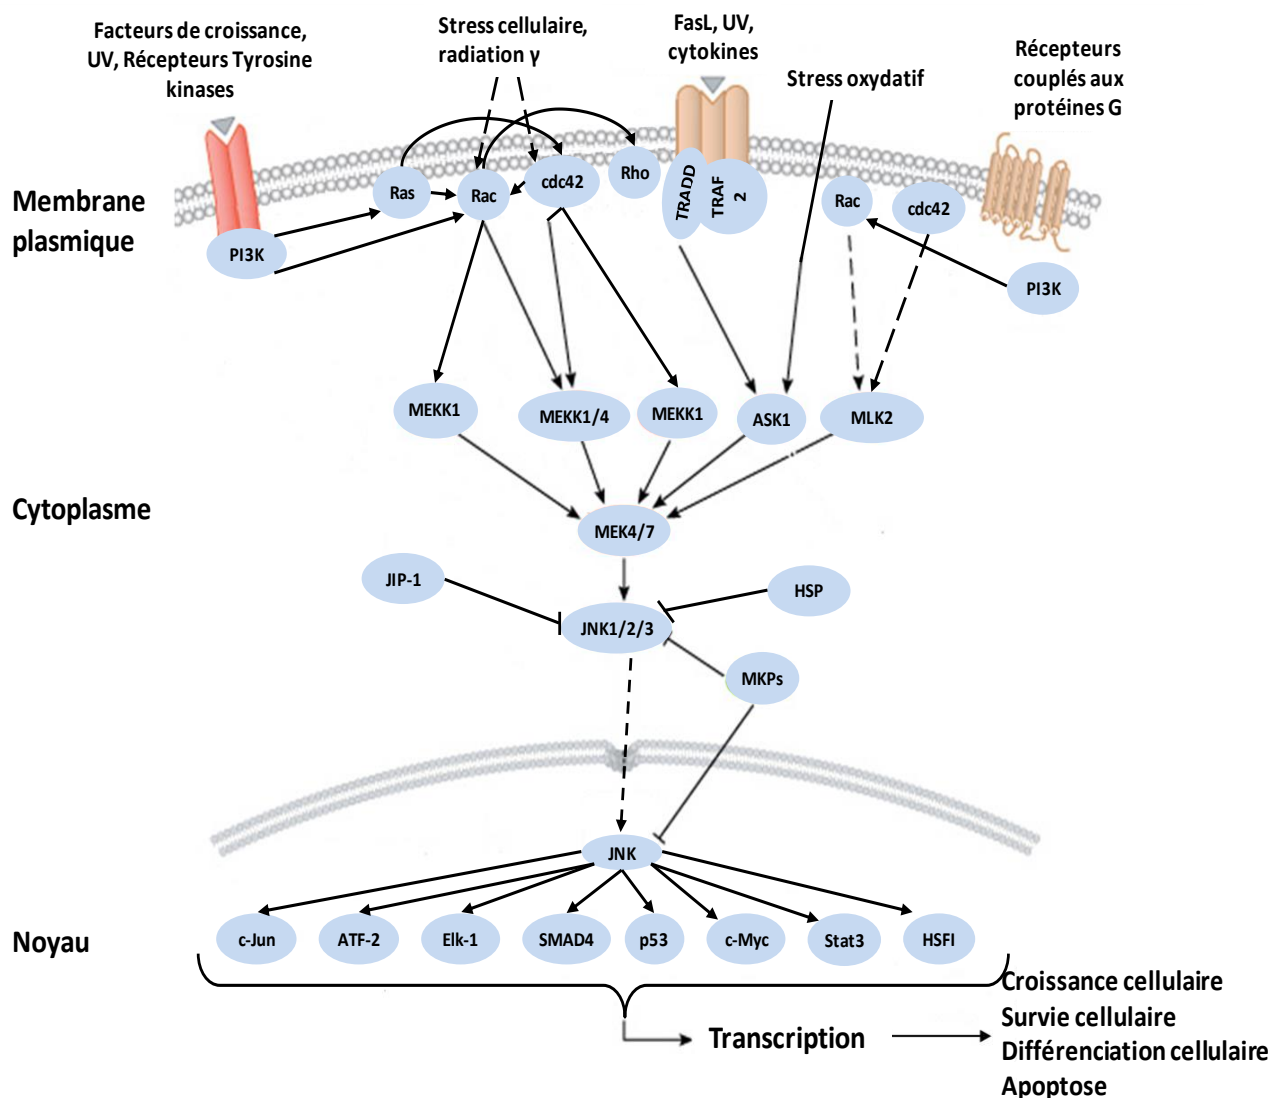 Facteurs de croissance,
UV, Récepteurs Tyrosine
kinases
Stress cellulaire,
radiation γ
FasL, UV,
cytokines
Stress oxydatif
Récepteurs
couplés aux
protéines G
Membrane
plasmique
PI3K
Ras
Rac
cdc42
Rho
TRADD
TRAF
2
Rac
cdc42
PI3K
MEKK1
MEKK1/4
MEKK1
ASK1
MLK2
Cytoplasme
MEK4/7
JIP-1
HSP
JNK1/2/3
MKPs
JNK
Noyau
c-Jun
ATF-2
Elk-1
SMAD4
p53
c-Myc
Stat3
HSFI
Transcription
Croissance cellulaire
Survie cellulaire
Différenciation cellulaire
Apoptose